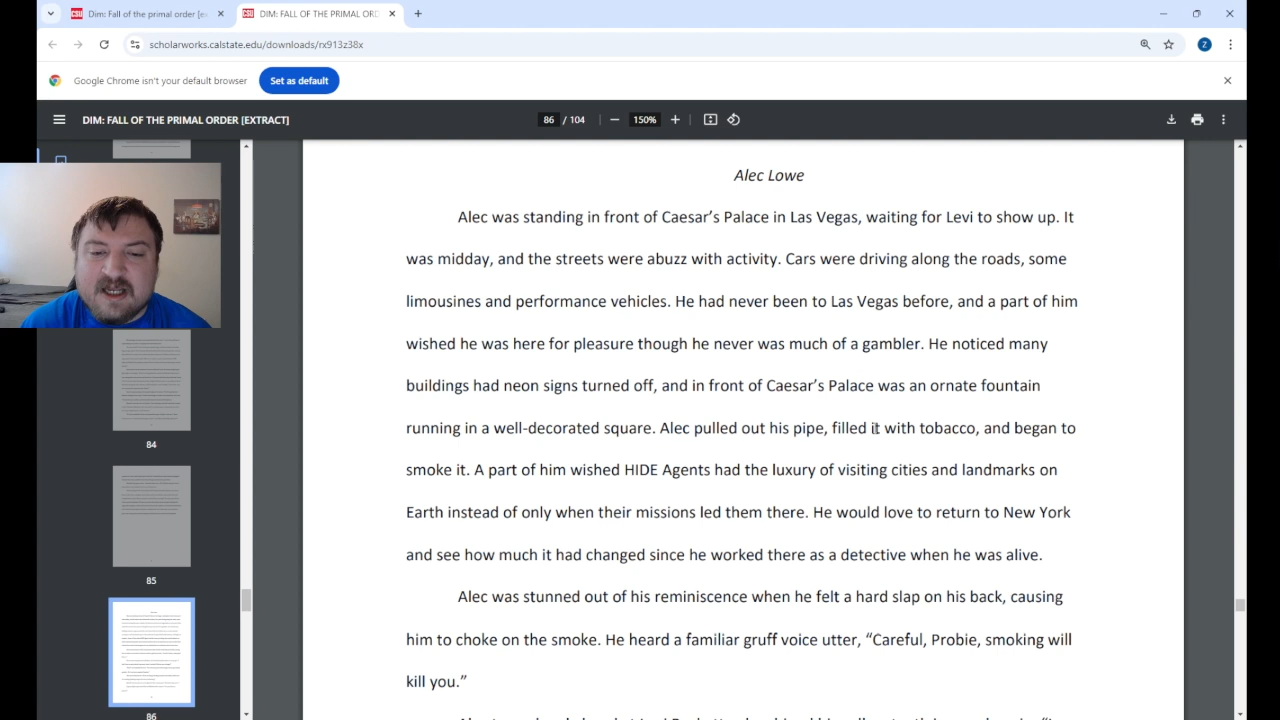 Dim: Fall of the primal order [ex
DIM: FALL OF THE PRIMAL ORD
scholarworks.calstate.edu/downloads/rx913z38x
Z
Google Chrome isn't your default browser
Set as default
DIM: FALL OF THE PRIMAL ORDER [EXTRACT]
86 / 104
150%
84
85
86
Alec Lowe
Alec was standing in front of Caesar’s Palace in Las Vegas, waiting for Levi to show up. It
was midday, and the streets were abuzz with activity. Cars were driving along the roads, some
limousines and performance vehicles. He had never been to Las Vegas before, and a part of him
wished he was here for pleasure though he never was much of a gambler. He noticed many
buildings had neon signs turned off, and in front of Caesar’s Palace was an ornate fountain
running in a well-decorated square. Alec pulled out his pipe, filled it with tobacco, and began to
smoke it. A part of him wished HIDE Agents had the luxury of visiting cities and landmarks on
Earth instead of only when their missions led them there. He would love to return to New York
and see how much it had changed since he worked there as a detective when he was alive.
Alec was stunned out of his reminiscence when he felt a hard slap on his back, causing
him to choke on the smoke. He heard a familiar gruff voice utter, “Careful, Probie, smoking will
kill you.”